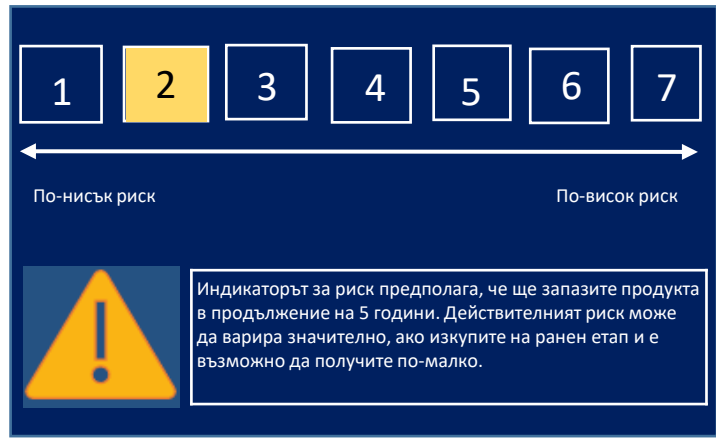 1 2 3 4 5 6 7
По-нисък риск По-висок риск
Индикаторът за риск предполага, че ще запазите продукта
в продължение на 5 години. Действителният риск може
да варира значително, ако изкупите на ранен етап и е
възможно да получите по-малко.